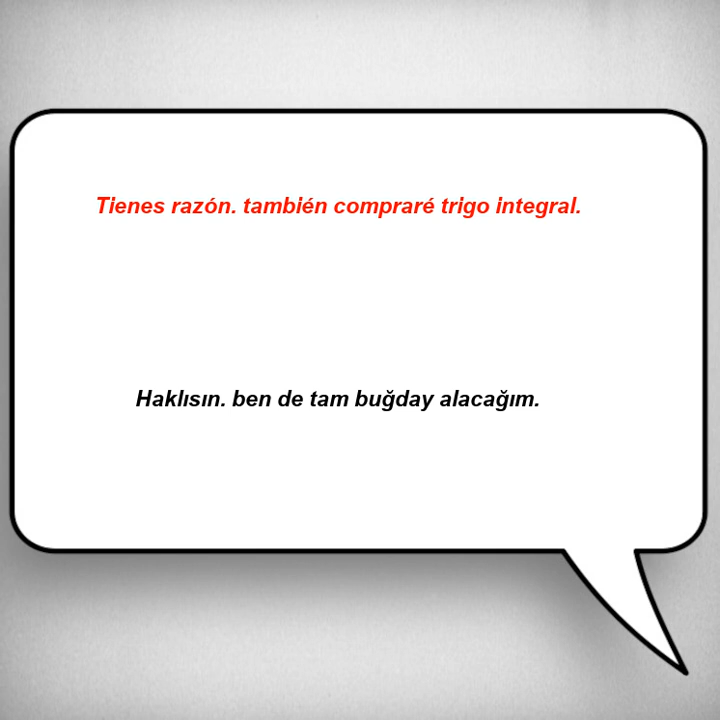 Tienes razón. también compraré trigo integral.
Haklısın. ben de tam buğday alacağım.